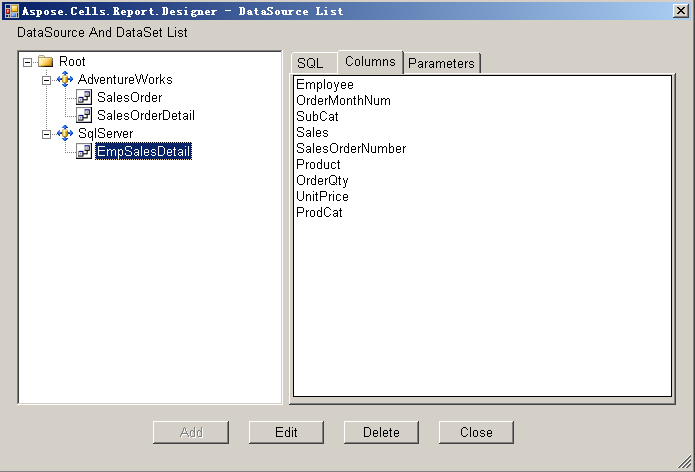 Aspose.Cells.Report.Designer - DataSource List
DataSource And DataSet List
Root
AdventureWorks
SalesOrder
SalesOrderDetail
SqlServer
EmpSalesDetail
SQL Columns Parameters
Employee
OrderMonthNum
SubCat
Sales
SalesOrderNumber
Product
OrderQty
UnitPrice
ProdCat
Add Edit Delete Close